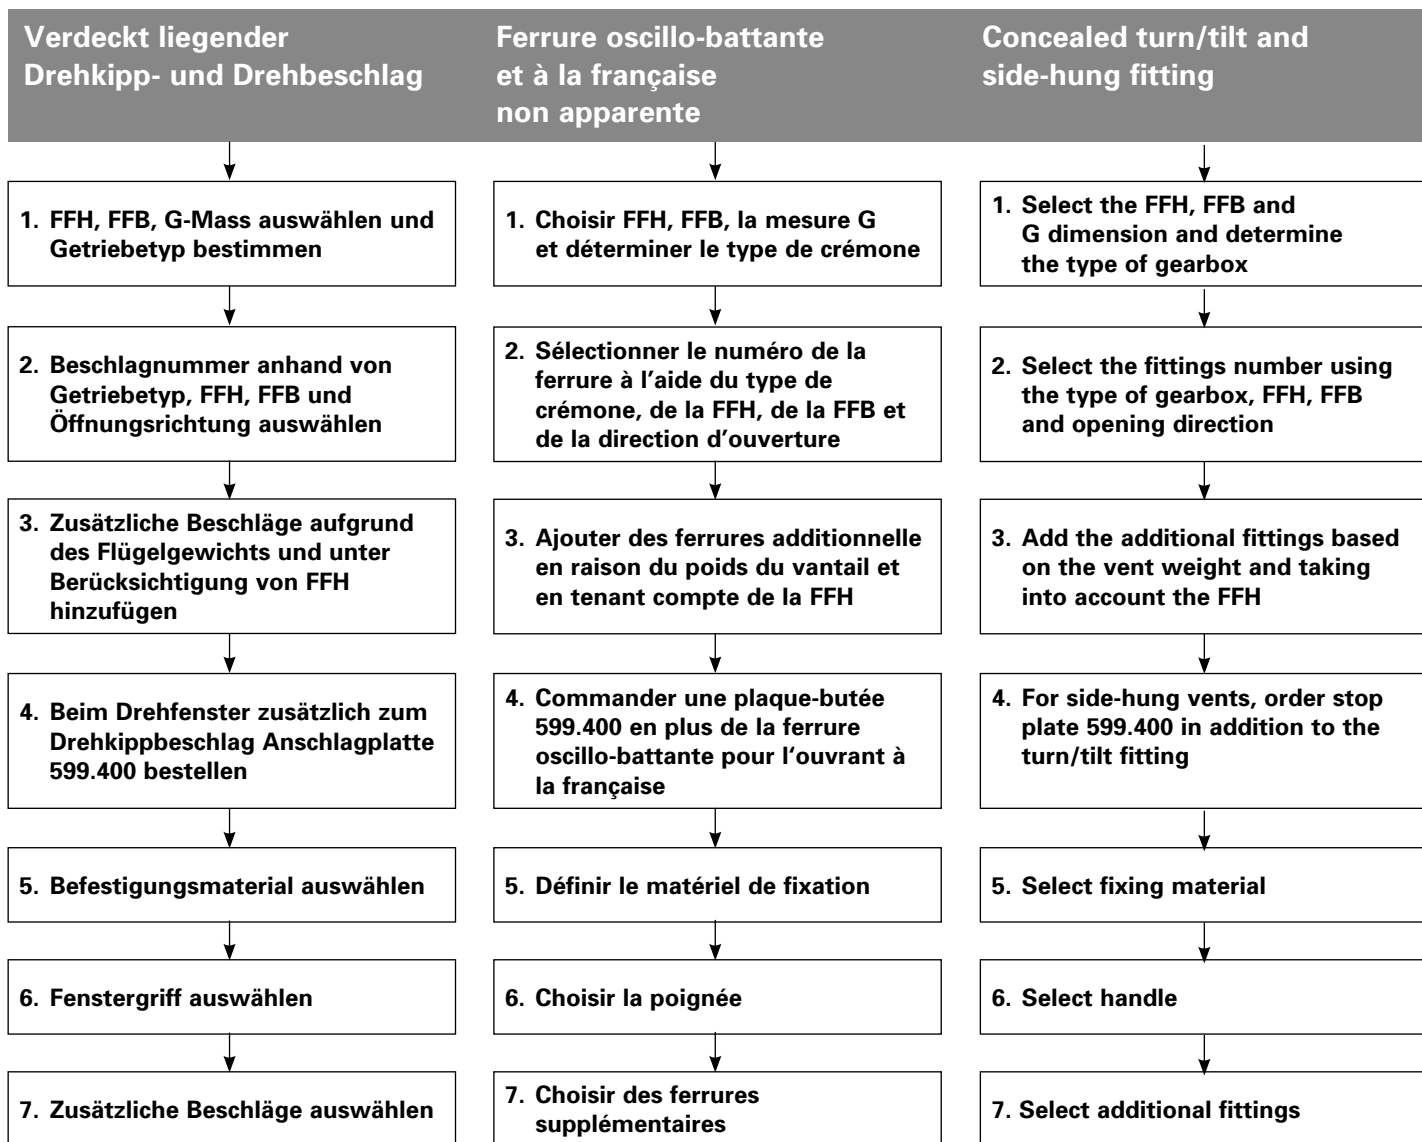 Verdeckt liegender
Drehkipp- und Drehbeschlag
1. FFH, FFB, G-Mass auswählen und
Getriebetyp bestimmen
2. Beschlagnummer anhand von
Getriebetyp, FFH, FFB und
Öffnungsrichtung auswählen
3. Zusätzliche Beschläge aufgrund
des Flügelgewichts und unter
Berücksichtigung von FFH
hinzufügen
4. Beim Drehfenster zusätzlich zum
Drehkippbeschlag Anschlagplatte
599.400 bestellen
5. Befestigungsmaterial auswählen
6. Fenstergriff auswählen
7. Zusätzliche Beschläge auswählen
Ferrure oscillo-battante
et à la française
non apparente
1. Choisir FFH, FFB, la mesure G
et déterminer le type de crémone
2. Sélectionner le numéro de la
ferrure à l’aide du type de
crémone, de la FFH, de la FFB et
de la direction d’ouverture
3. Ajouter des ferrures additionnelle
en raison du poids du vantail et
en tenant compte de la FFH
4. Commander une plaque-butée
599.400 en plus de la ferrure
oscillo-battante pour l‘ouvrant à
la française
5. Définir le matériel de fixation
6. Choisir la poignée
7. Choisir des ferrures
supplémentaires
Concealed turn/tilt and
side-hung fitting
1. Select the FFH, FFB and
G dimension and determine
the type of gearbox
2. Select the fittings number using
the type of gearbox, FFH, FFB
and opening direction
3. Add the additional fittings based
on the vent weight and taking
into account the FFH
4. For side-hung vents, order stop
plate 599.400 in addition to the
turn/tilt fitting
5. Select fixing material
6. Select handle
7. Select additional fittings